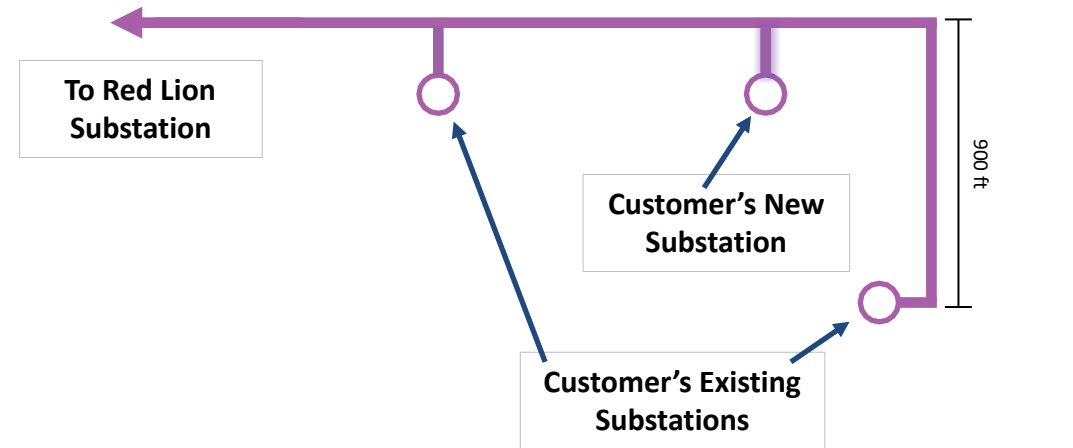 To Red Lion
Substation
900 ft
Customer’s New
Substation
Customer’s Existing
Substations